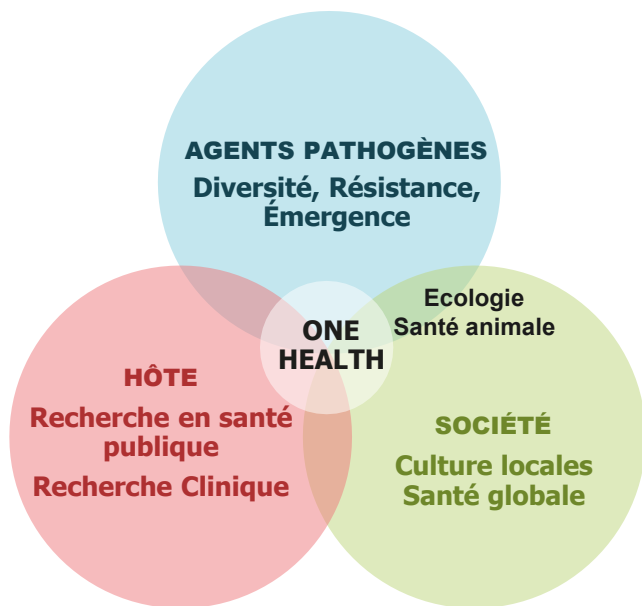 AGENTS PATHOGÈNES
Diversité, Résistance,
Émergence
Ecologie
Santé animale
ONE
HEALTH
HÔTE
Recherche en santé
publique
Recherche Clinique
SOCIÉTÉ
Culture locales
Santé globale